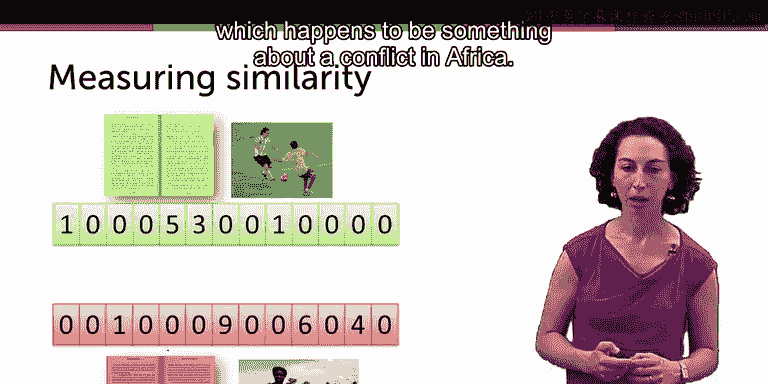 which happens to be something
about a conflict in Africa.
Measuring similarity
1 0 0 0 5 3 0 0 1 0 0 0 0
0 0 1 0 0 0 9 0 0 6 0 4 0